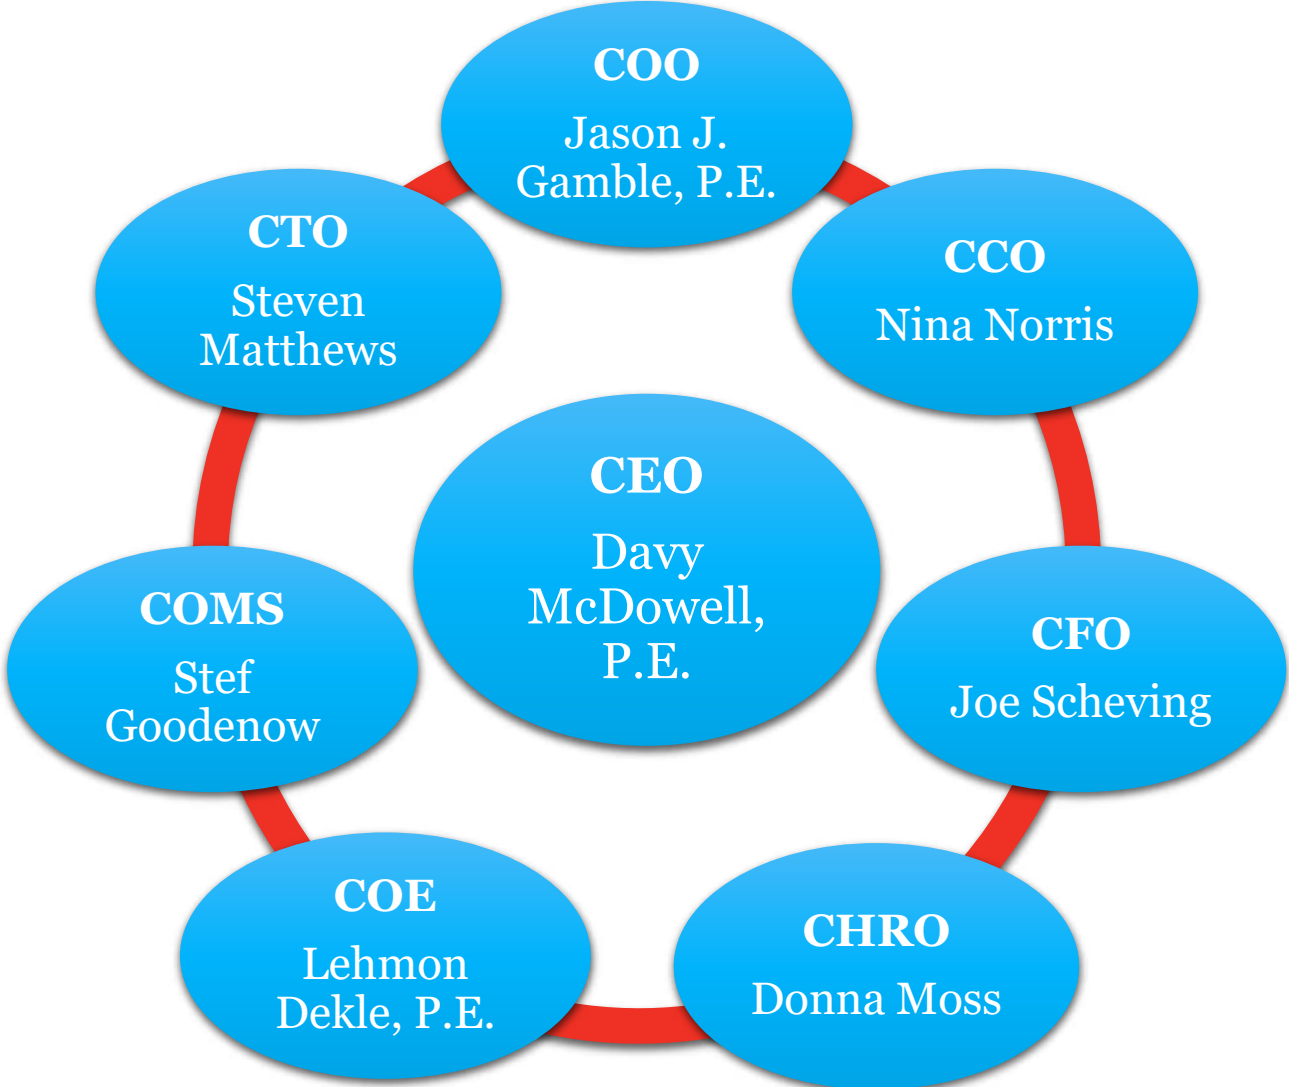 COO
Jason J.
Gamble, P.E.
CTO
Steven
Matthews
CCO
Nina Norris
CEO
Davy
McDowell,
P.E.
COMS
Stef
Goodenow
CFO
Joe Scheving
COE
Lehmon
Dekle, P.E.
CHRO
Donna Moss